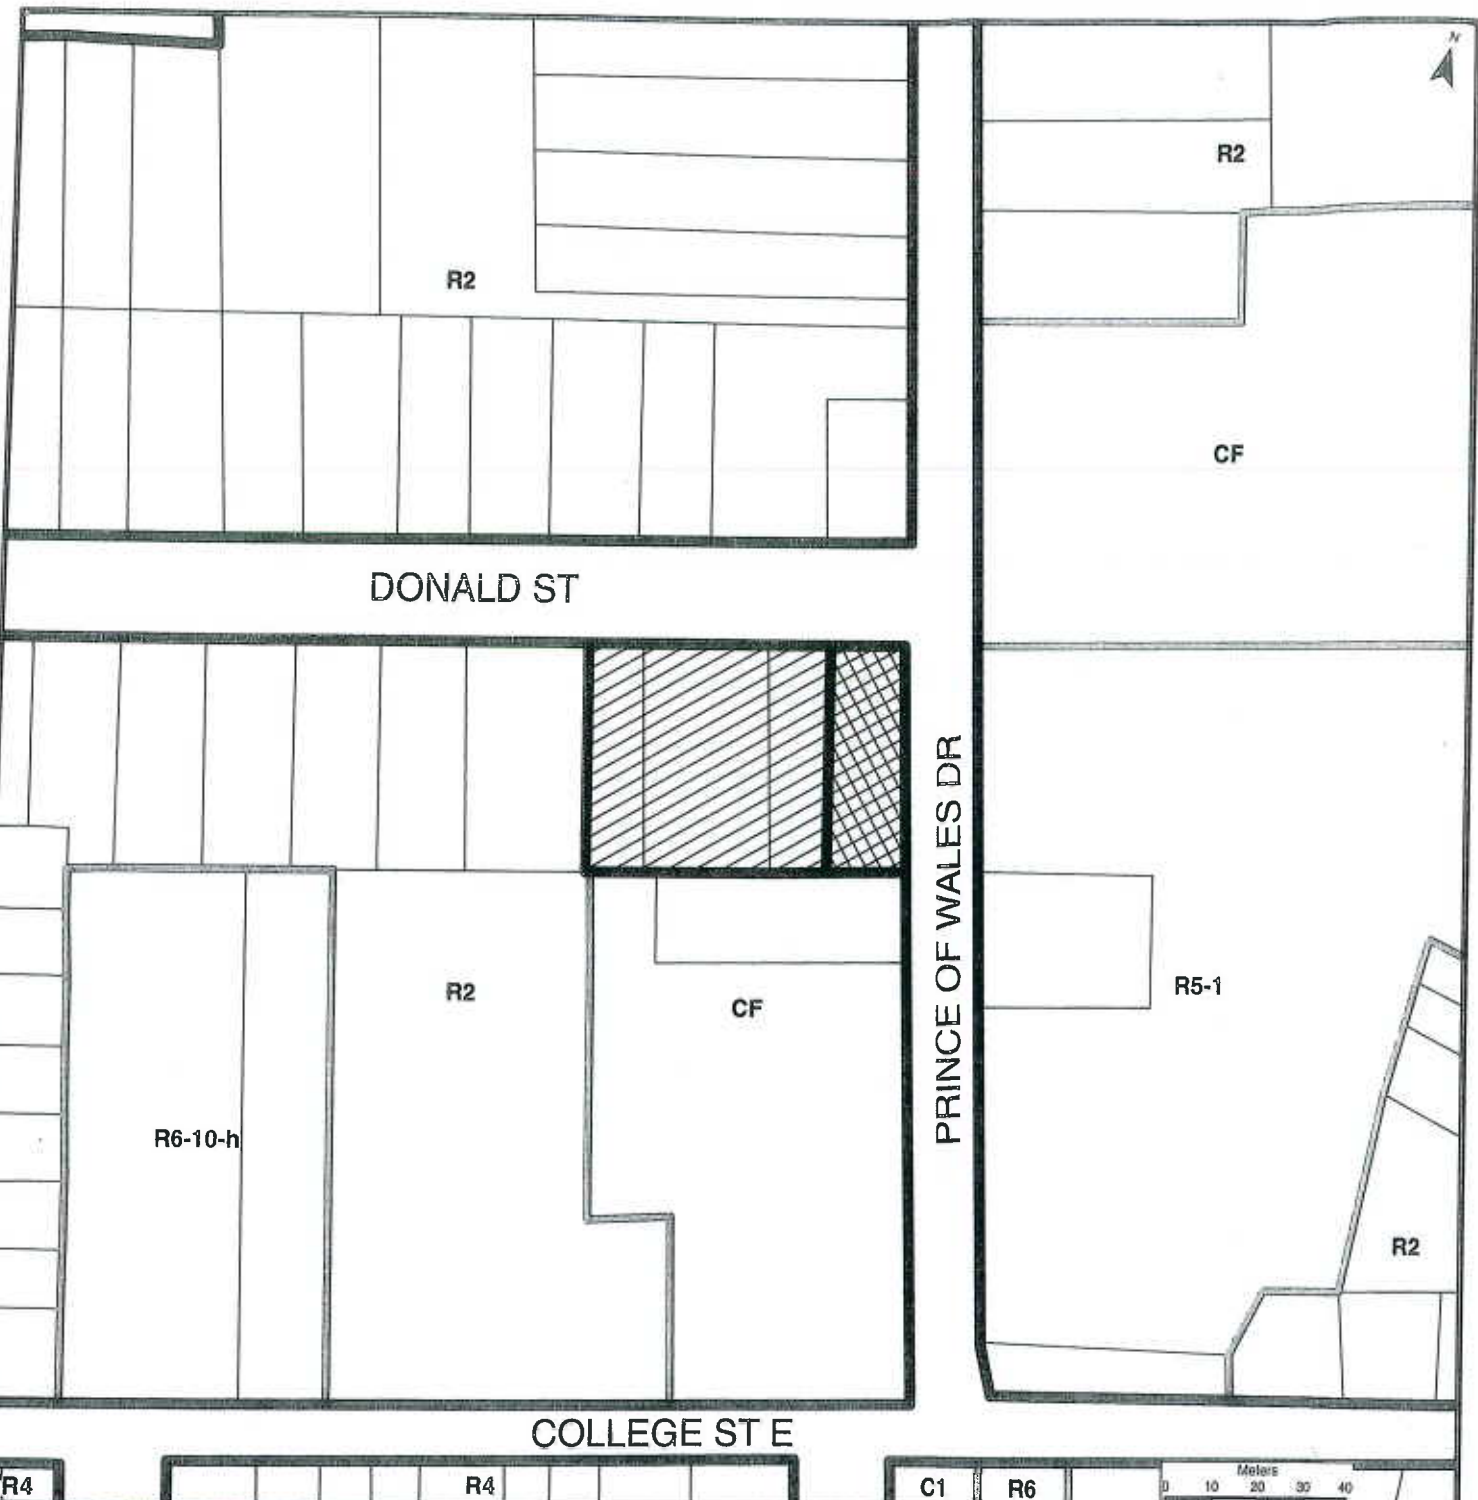 N
R2
R2
CF
DONALD ST
PRINCE OF WALES DR
R5-1
R2
CF
R6-10-h
R2
COLLEGE ST E
R4
R4
C1
R6
Meters
0 10 20 30 40